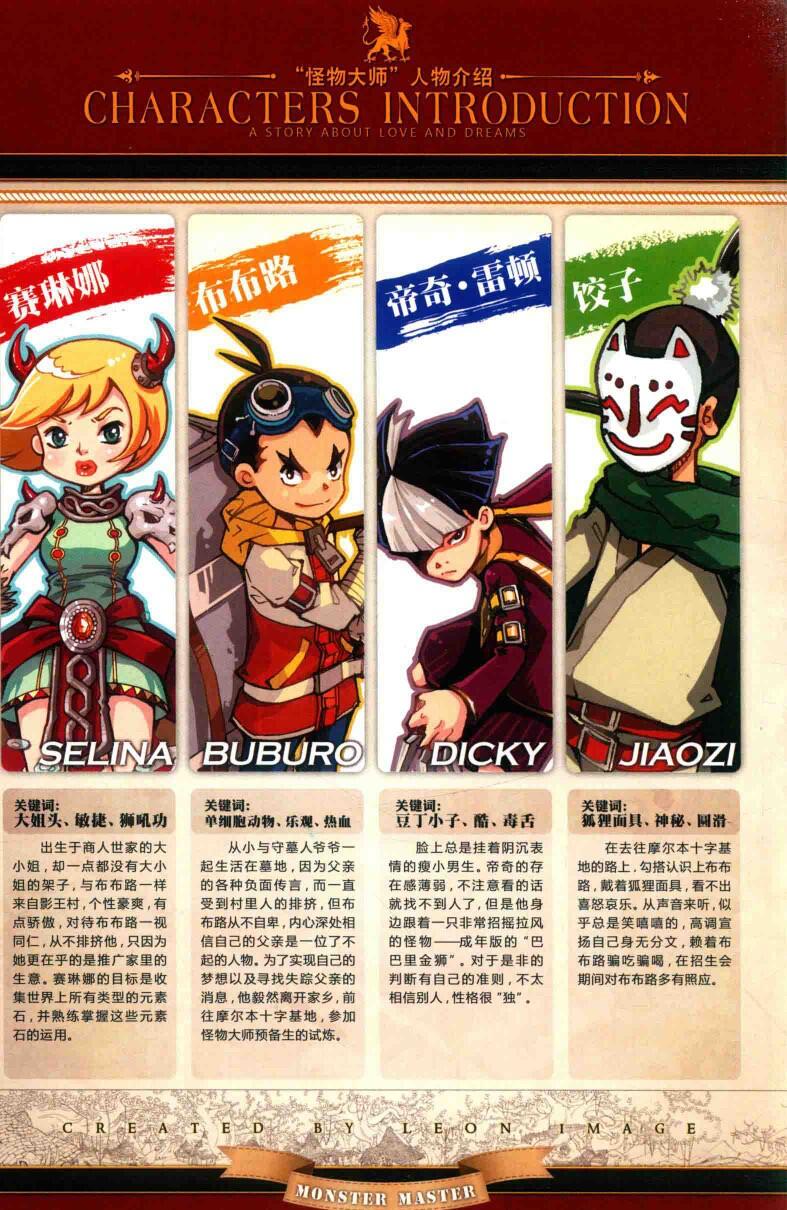 “怪物大师”人物介绍
CHARACTERS INTRODUCTION
A STORY ABOUT LOVE AND DREAMS
赛琳娜
SELINA
关键词:
大姐头、敏捷、狮吼功
出生于商人世家的大
小姐，却一点都没有大小
姐的架子，与布布路一样
来自影王村，个性豪爽，有
点骄傲，对待布布路一视
同仁，从不排挤他，只因为
她更在乎的是推广家里的
生意。赛琳娜的目标是收
集世界上所有类型的元素
石，并熟练掌握这些元素
石的运用。
布布路
BUBURO
关键词:
单细胞动物、乐观、热血
从小与守墓人爷爷一
起生活在墓地，因为父亲
的各种负面传言，而一直
受到村里人的排挤，但布
布路从不自卑，内心深处相
信自己的父亲是一位了不
起的人物。为了实现自己的
梦想以及寻找失踪父亲的
消息，他毅然离开家乡，前
往摩尔本十字基地，参加
怪物大师预备生的试炼。
帝奇·雷顿
DICKY
关键词:
豆丁小子、酷、毒舌
脸上总是挂着阴沉表
情的瘦小男生。帝奇的存
在感薄弱，不注意看的话
就找不到人了，但是他身
边跟着一只非常招摇拉风
的怪物——成年版的“巴
巴里金狮”。对于是非的
判断有自己的准则，不太
相信别人，性格很“独”。
饺子
JIAOZI
关键词:
狐狸面具、神秘、圆滑
在去往摩尔本十字基
地的路上，勾搭认识上布布
路，戴着狐狸面具，看不出
喜怒哀乐。从声音来听，似
乎总是笑嘻嘻的，高调宣
扬自己身无分文，赖着布
布路骗吃骗喝，在招生会
期间对布布路多有照应。
CREATED BY LEON IMAGE
MONSTER MASTER